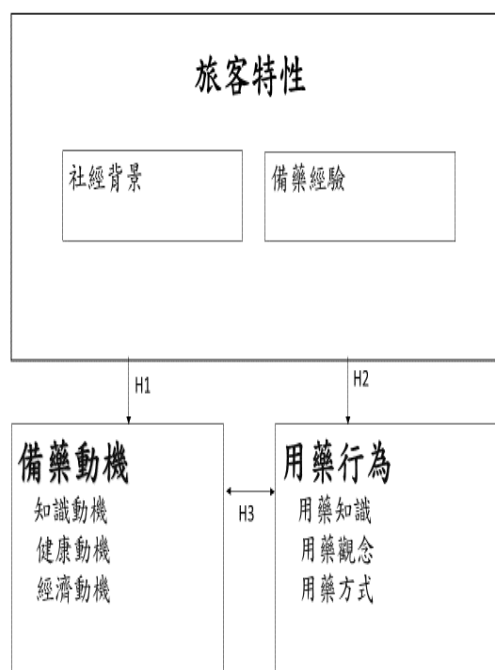 旅客特性
社經背景
備藥經驗
H1
H2
備藥動機
知識動機
健康動機
經濟動機
H3
用藥行為
用藥知識
用藥觀念
用藥方式